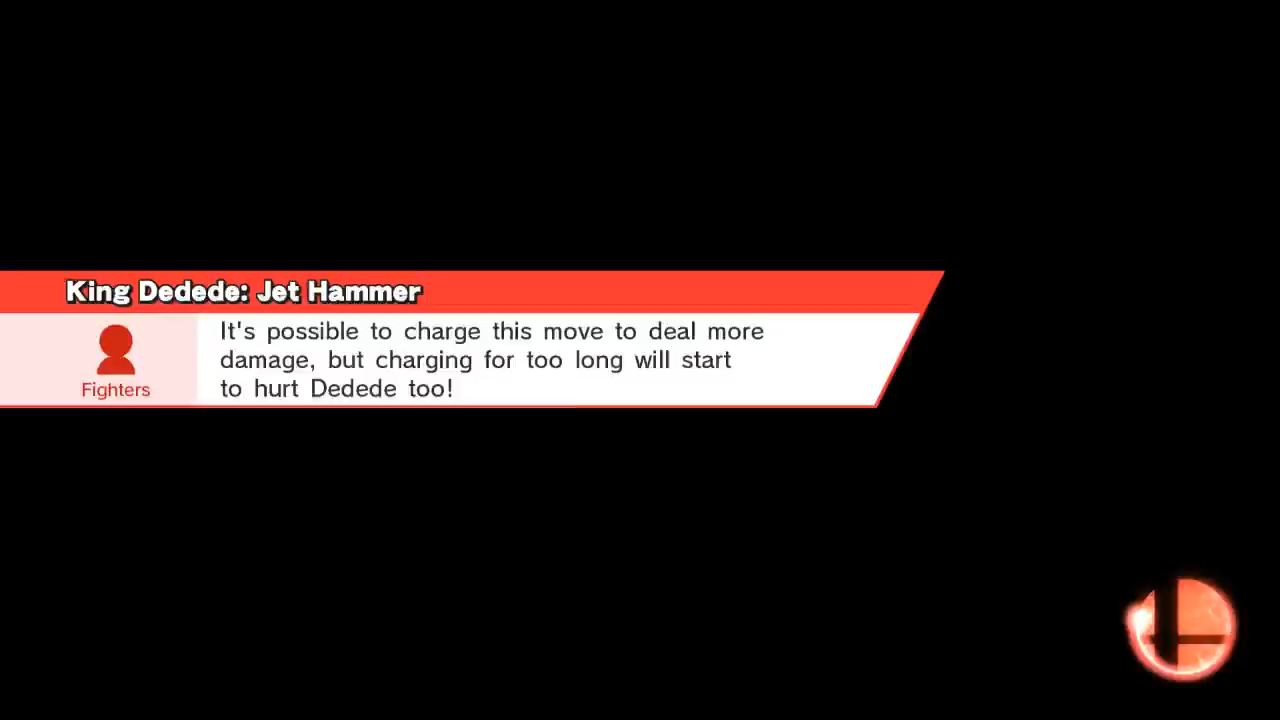 King Dedede: Jet Hammer
It's possible to charge this move to deal more
damage, but charging for too long will start
to hurt Dedede too!
Fighters